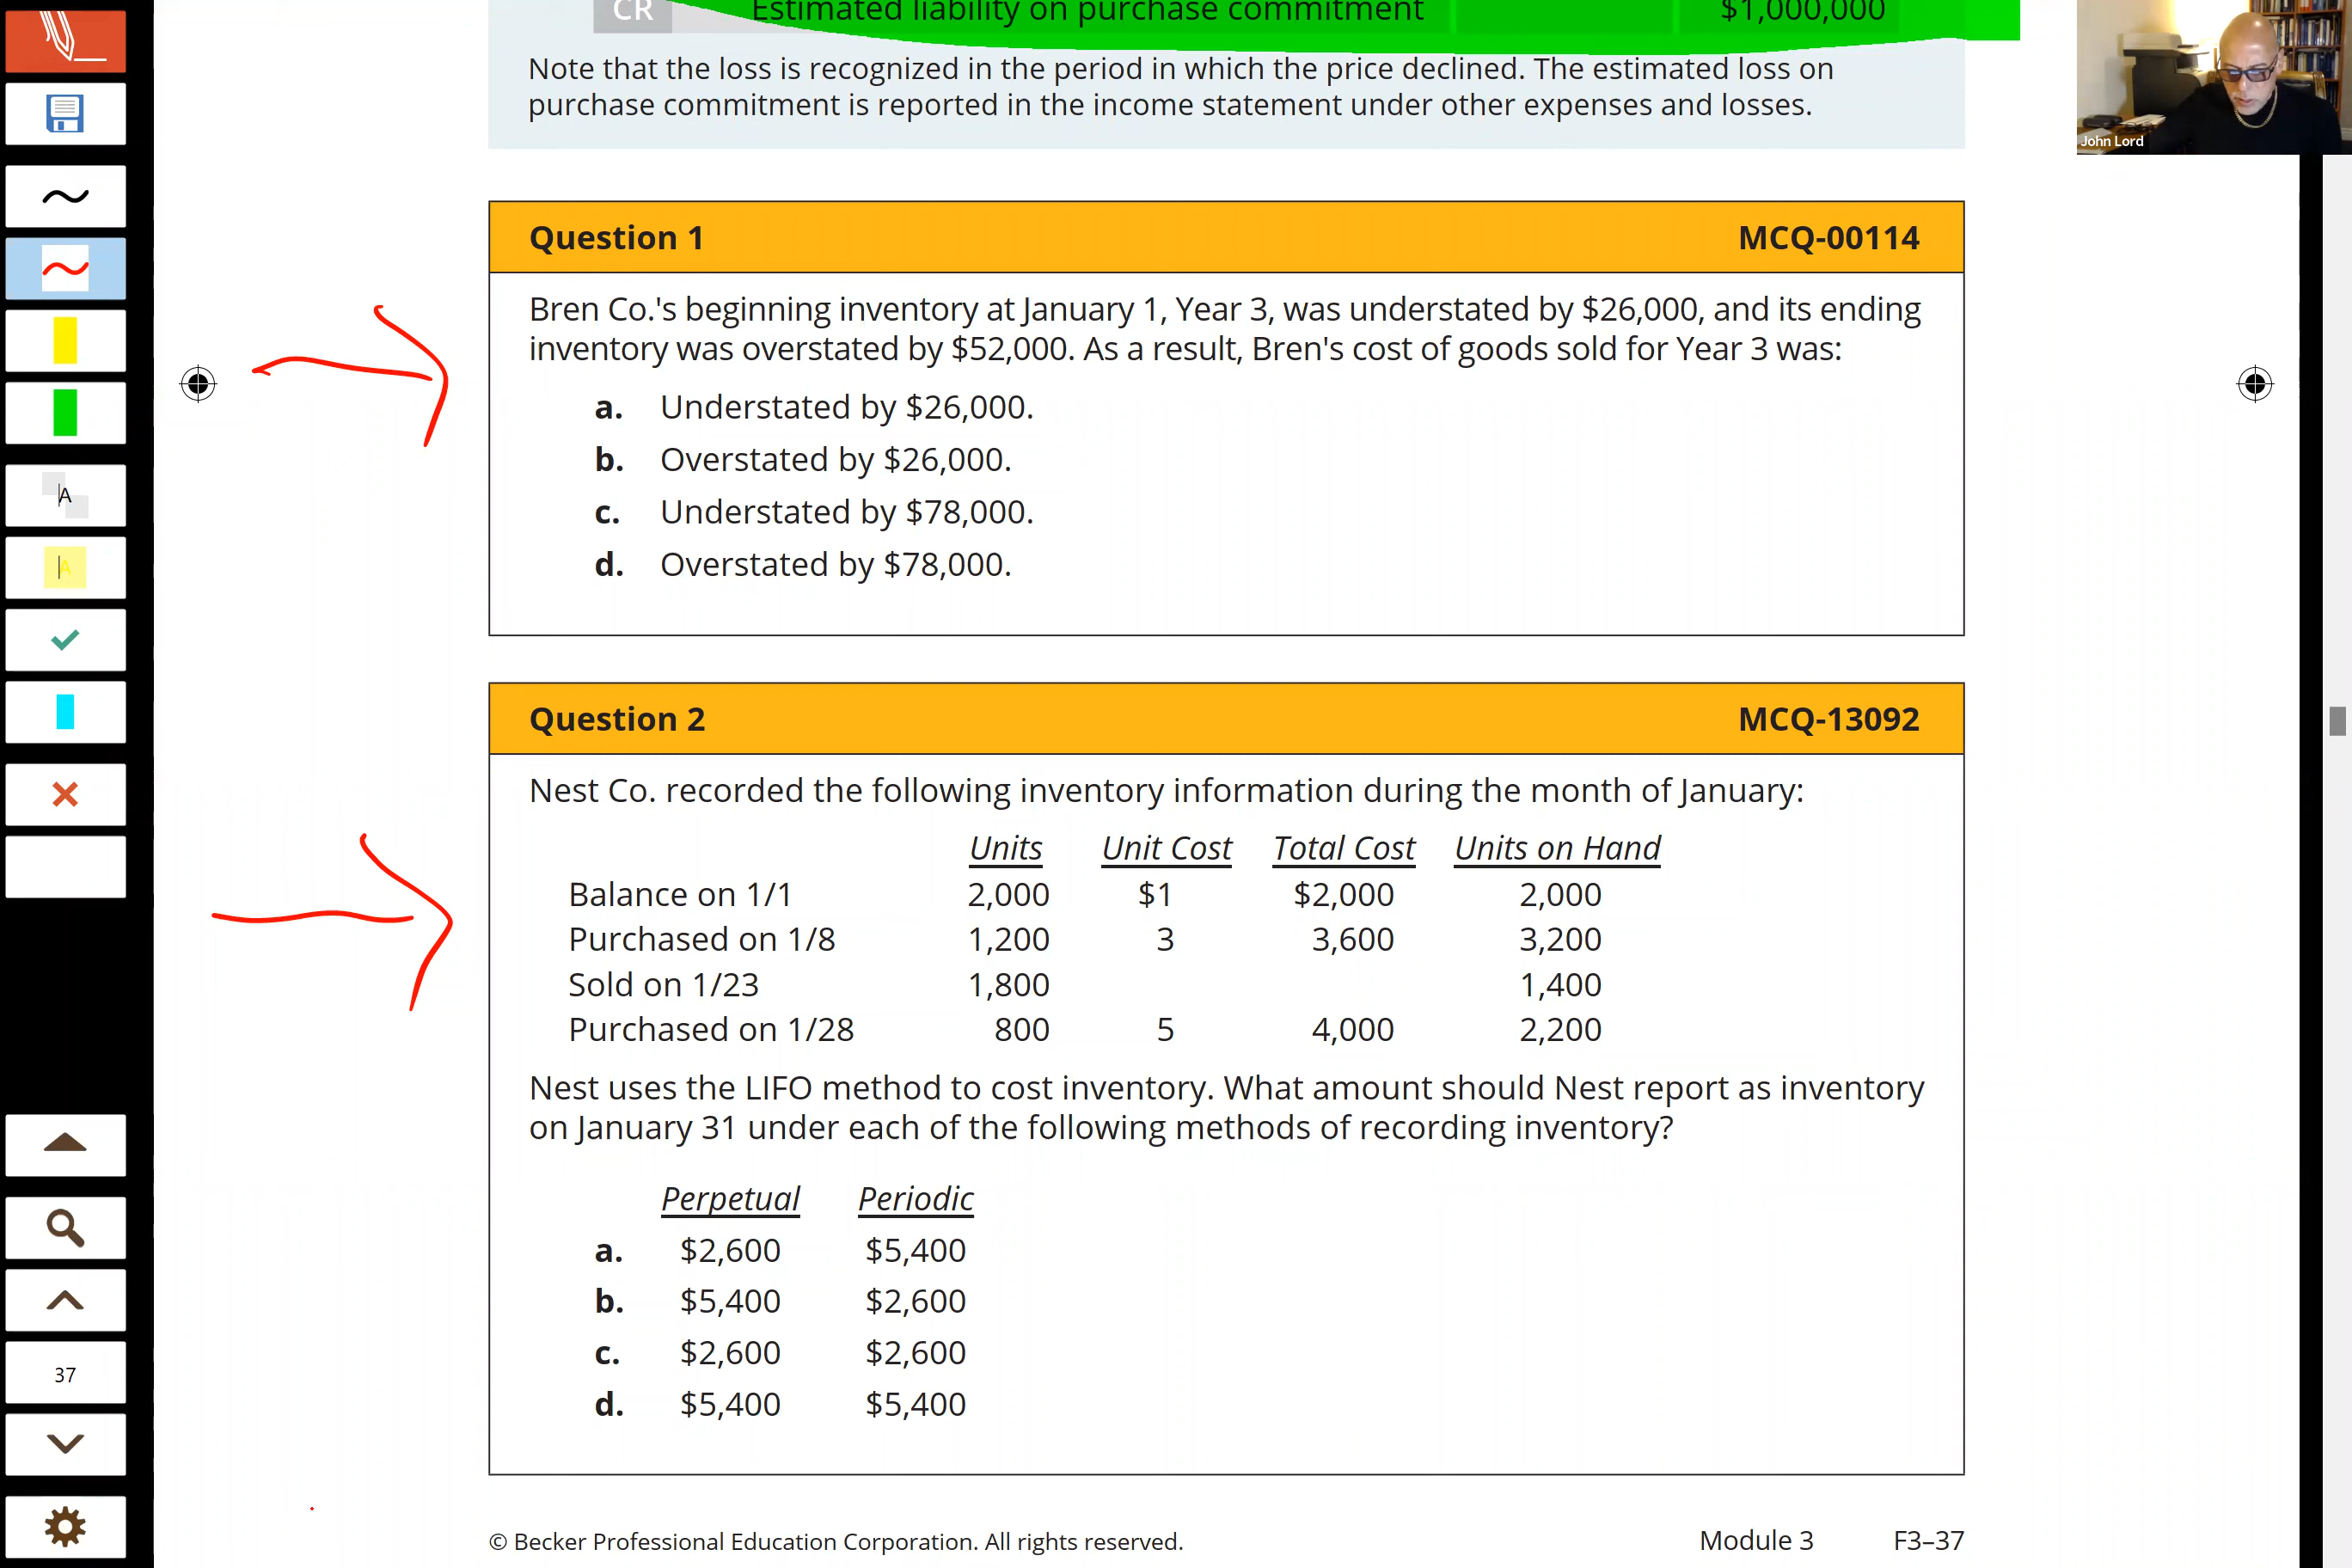 CR Estimated liability on purchase commitment $1,000,000
John Lord
Note that the loss is recognized in the period in which the price declined. The estimated loss on
purchase commitment is reported in the income statement under other expenses and losses.
Question 1 MCQ-00114
Bren Co.'s beginning inventory at January 1, Year 3, was understated by $26,000, and its ending
inventory was overstated by $52,000. As a result, Bren's cost of goods sold for Year 3 was:
a. Understated by $26,000.
b. Overstated by $26,000.
c. Understated by $78,000.
d. Overstated by $78,000.
A
A
Question 2 MCQ-13092
Nest Co. recorded the following inventory information during the month of January:
Units Unit Cost Total Cost Units on Hand
Balance on 1/1 2,000 $1 $2,000 2,000
Purchased on 1/8 1,200 3 3,600 3,200
Sold on 1/23 1,800 1,400
Purchased on 1/28 800 5 4,000 2,200
Nest uses the LIFO method to cost inventory. What amount should Nest report as inventory
on January 31 under each of the following methods of recording inventory?
Perpetual Periodic
a. $2,600 $5,400
b. $5,400 $2,600
c. $2,600 $2,600
d. $5,400 $5,400
37
© Becker Professional Education Corporation. All rights reserved. Module 3 F3–37